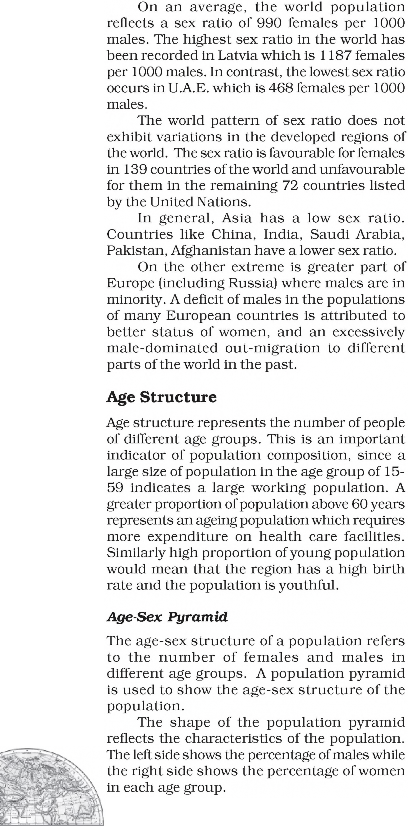 On an average, the world population
reflects a sex ratio of 990 females per 1000
males. The highest sex ratio in the world has
been recorded in Latvia which is 1187 females
per 1000 males. In contrast, the lowest sex ratio
occurs in U.A.E. which is 468 females per 1000
males.
The world pattern of sex ratio does not
exhibit variations in the developed regions of
the world. The sex ratio is favourable for females
in 139 countries of the world and unfavourable
for them in the remaining 72 countries listed
by the United Nations.
In general, Asia has a low sex ratio.
Countries like China, India, Saudi Arabia,
Pakistan, Afghanistan have a lower sex ratio.
On the other extreme is greater part of
Europe (including Russia) where males are in
minority. A deficit of males in the populations
of many European countries is attributed to
better status of women, and an excessively
male-dominated out-migration to different
parts of the world in the past.
Age Structure
Age structure represents the number of people
of different age groups. This is an important
indicator of population composition, since a
large size of population in the age group of 15-
59 indicates a large working population. A
greater proportion of population above 60 years
represents an ageing population which requires
more expenditure on health care facilities.
Similarly high proportion of young population
would mean that the region has a high birth
rate and the population is youthful.
Age-Sex Pyramid
The age-sex structure of a population refers
to the number of females and males in
different age groups. A population pyramid
is used to show the age-sex structure of the
population.
The shape of the population pyramid
reflects the characteristics of the population.
The left side shows the percentage of males while
the right side shows the percentage of women
in each age group.